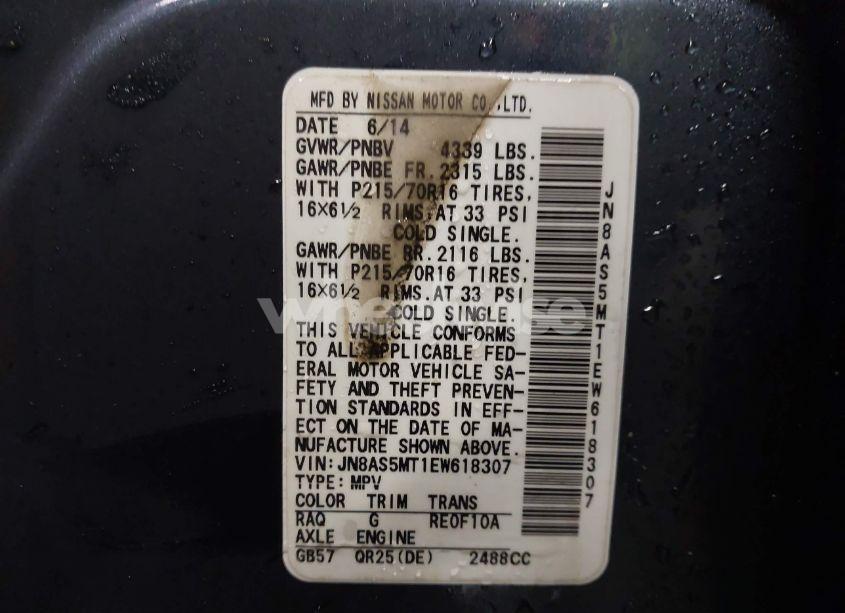 MFD BY NISSAN MOTOR CO.,LTD.
DATE 6/14
GVWR/PNBV 4339 LBS.
GAWR/PNBE FR. 2315 LBS.
WITH P215/70R16 TIRES,
16X6½ RIMS.AT 33 PSI
COLD SINGLE.
GAWR/PNBE RR. 2116 LBS.
WITH P215/70R16 TIRES,
16X6½ RIMS.AT 33 PSI
COLD SINGLE.
THIS VEHICLE CONFORMS
TO ALL APPLICABLE FED-
ERAL MOTOR VEHICLE SA-
FETY AND THEFT PREVEN-
TION STANDARDS IN EFF-
ECT ON THE DATE OF MA-
NUFACTURE SHOWN ABOVE.
VIN:JN8AS5MT1EW618307
TYPE:MPV
COLOR TRIM TRANS
RAQ G RE0F10A
AXLE ENGINE
GB57 QR25(DE) 2488CC
JN8AS5MT1EW618307